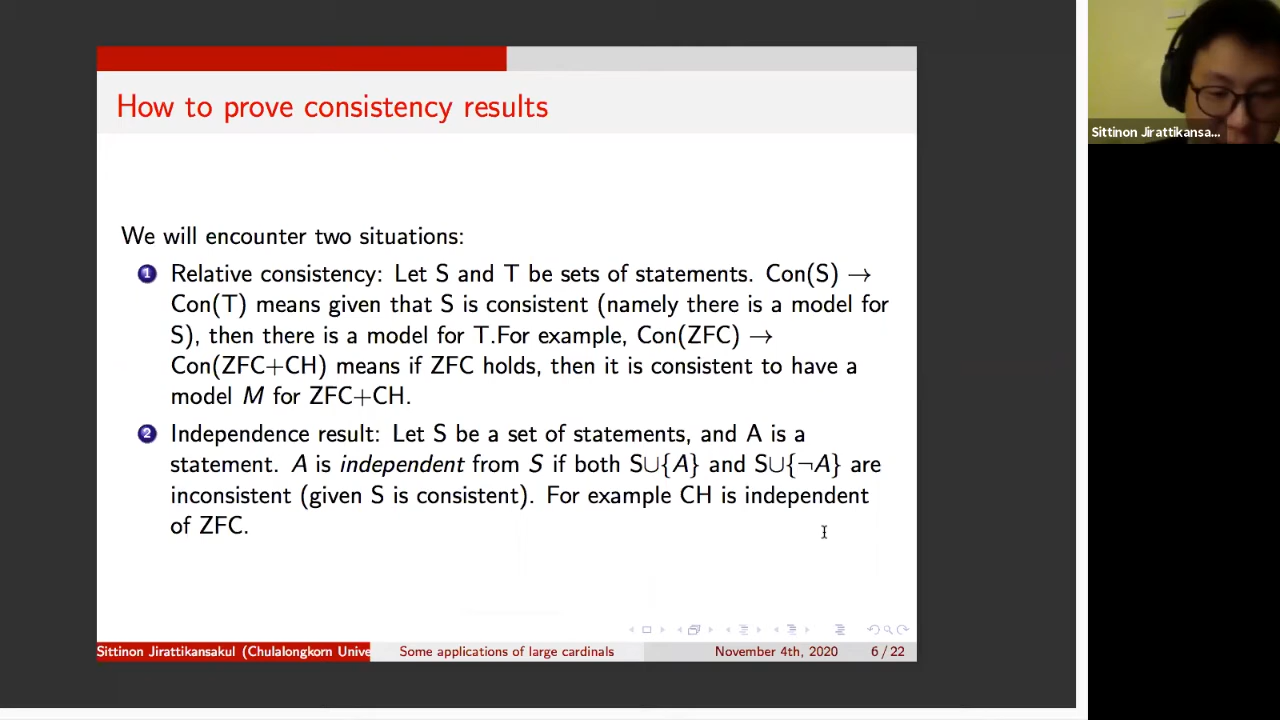 How to prove consistency results
Sittinon Jirattikansa...
We will encounter two situations:
1 Relative consistency: Let S and T be sets of statements. Con(S) →
Con(T) means given that S is consistent (namely there is a model for
S), then there is a model for T.For example, Con(ZFC) →
Con(ZFC+CH) means if ZFC holds, then it is consistent to have a
model M for ZFC+CH.
2 Independence result: Let S be a set of statements, and A is a
statement. A is independent from S if both S∪{A} and S∪{¬A} are
inconsistent (given S is consistent). For example CH is independent
of ZFC.
Sittinon Jirattikansakul (Chulalongkorn Unive Some applications of large cardinals November 4th, 2020 6 / 22